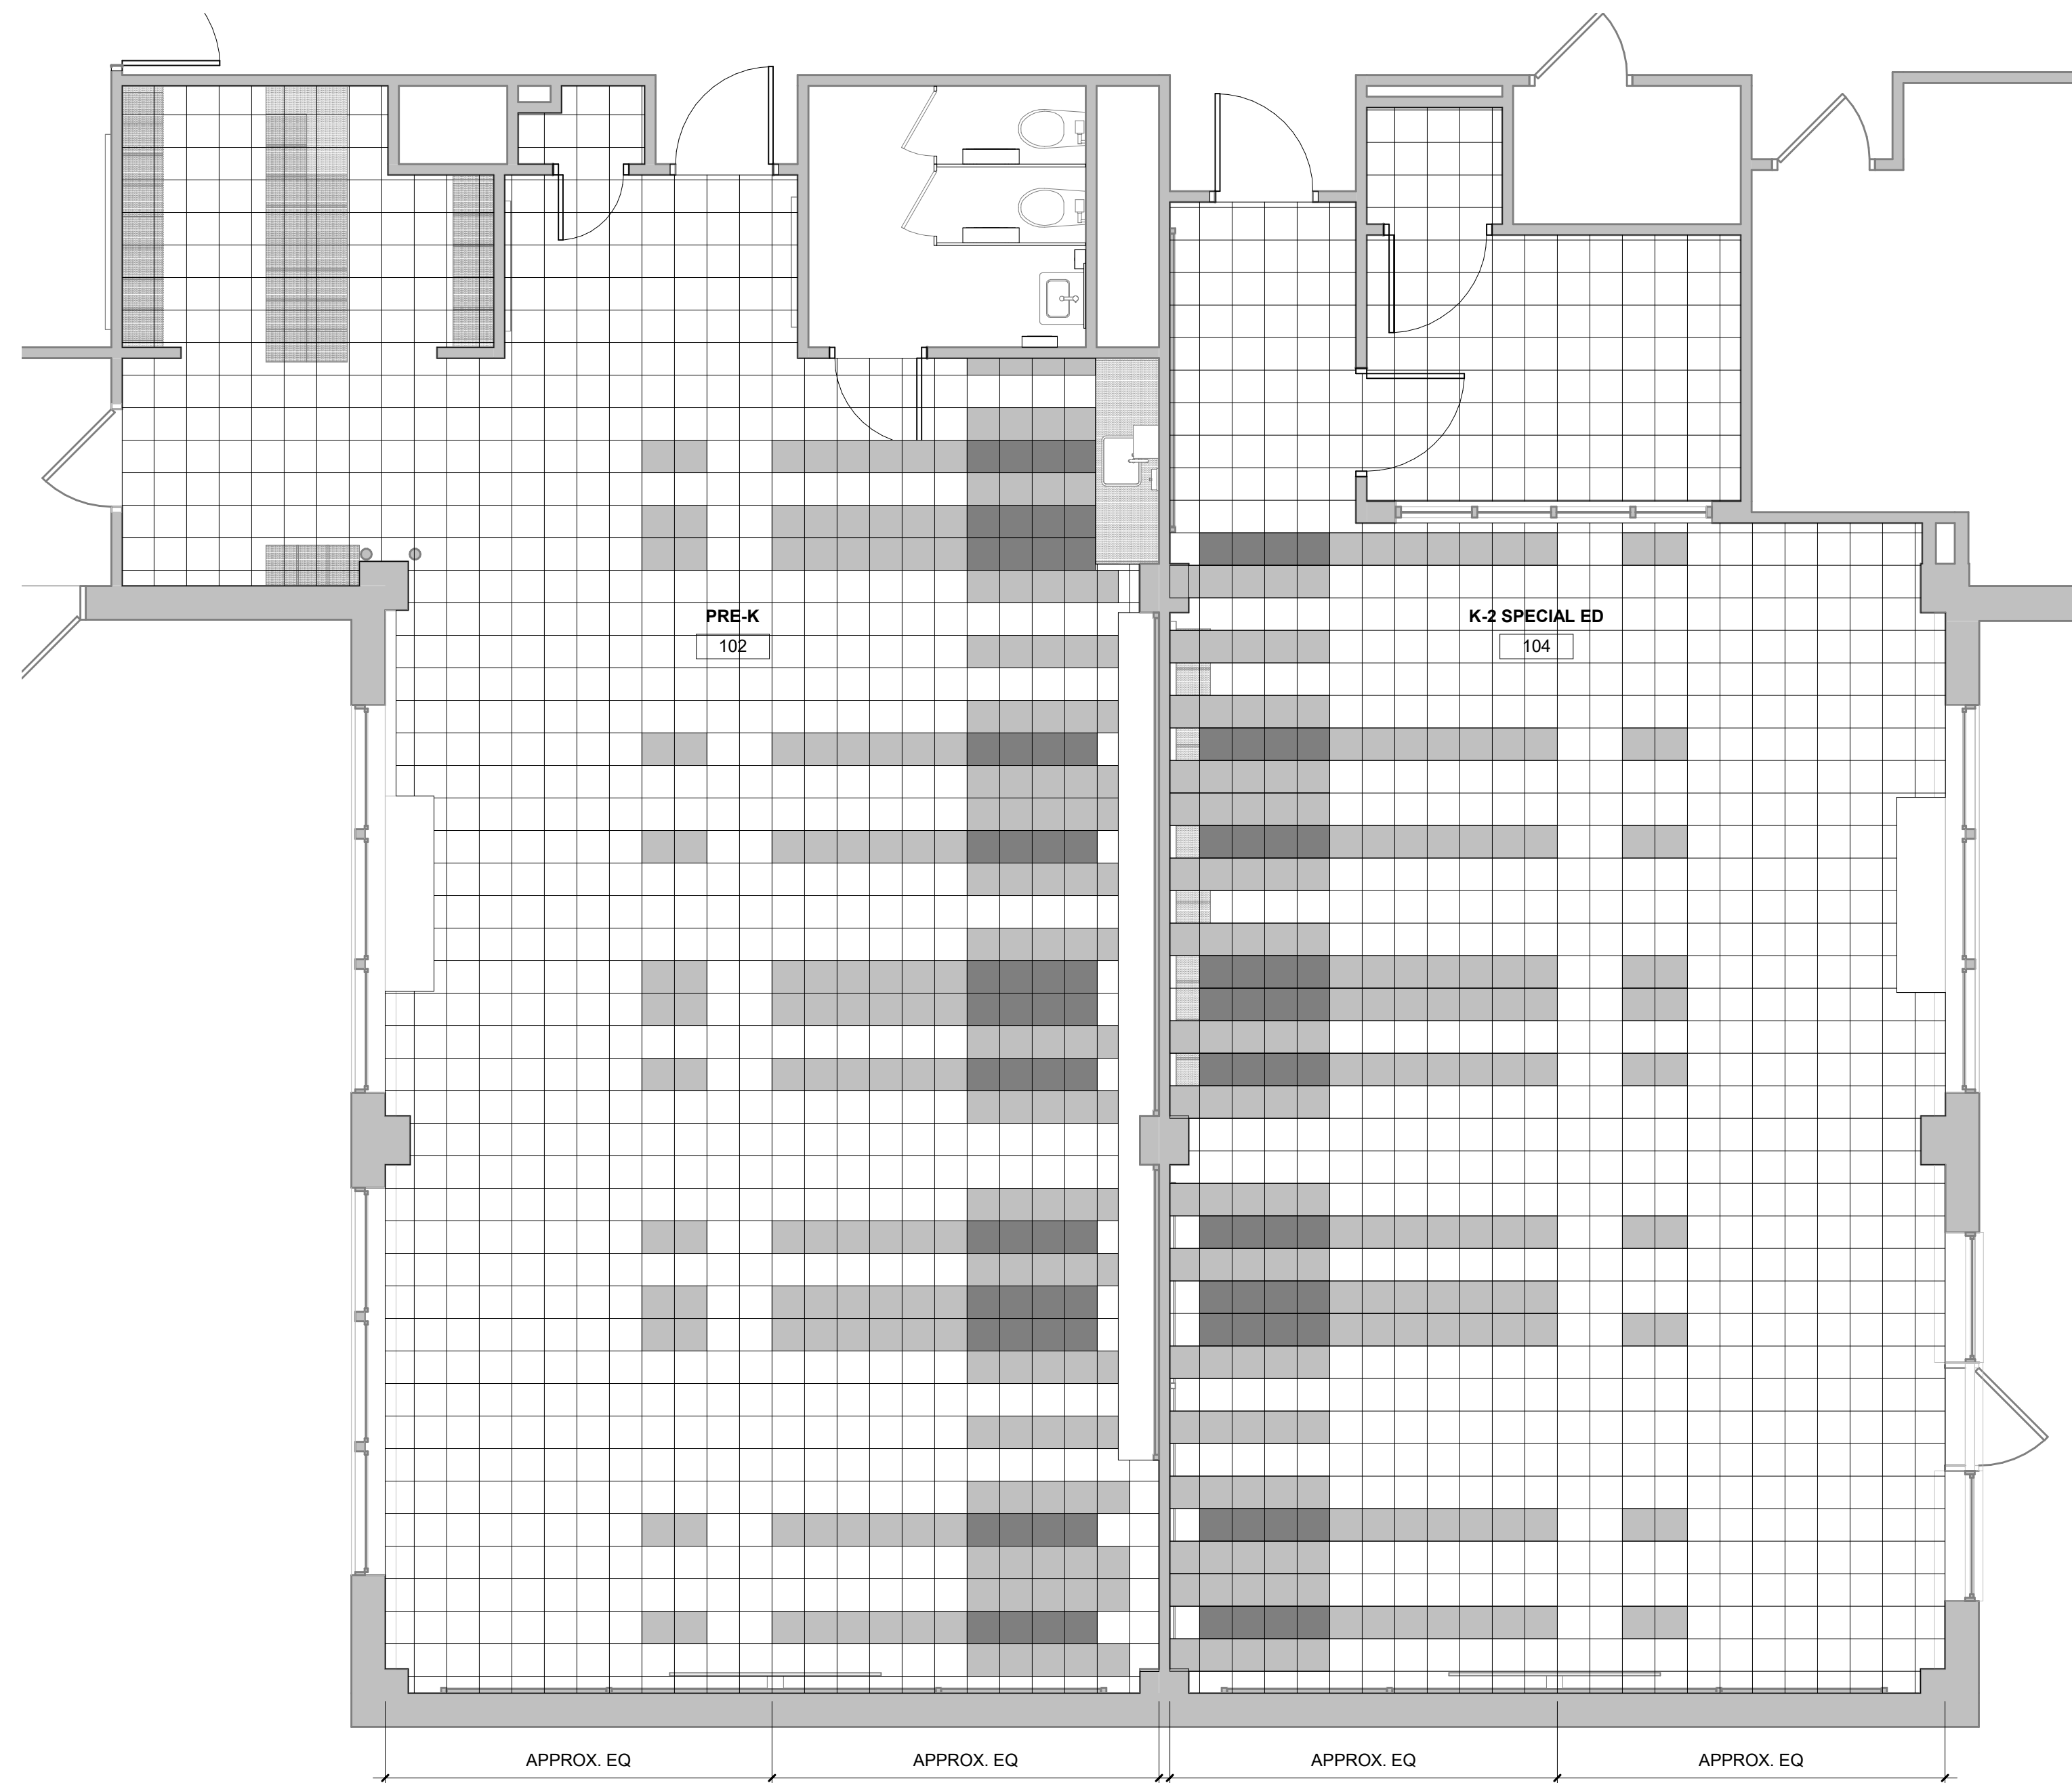 PRE-K
102
K-2 SPECIAL ED
104
APPROX. EQ
APPROX. EQ
APPROX. EQ
APPROX. EQ